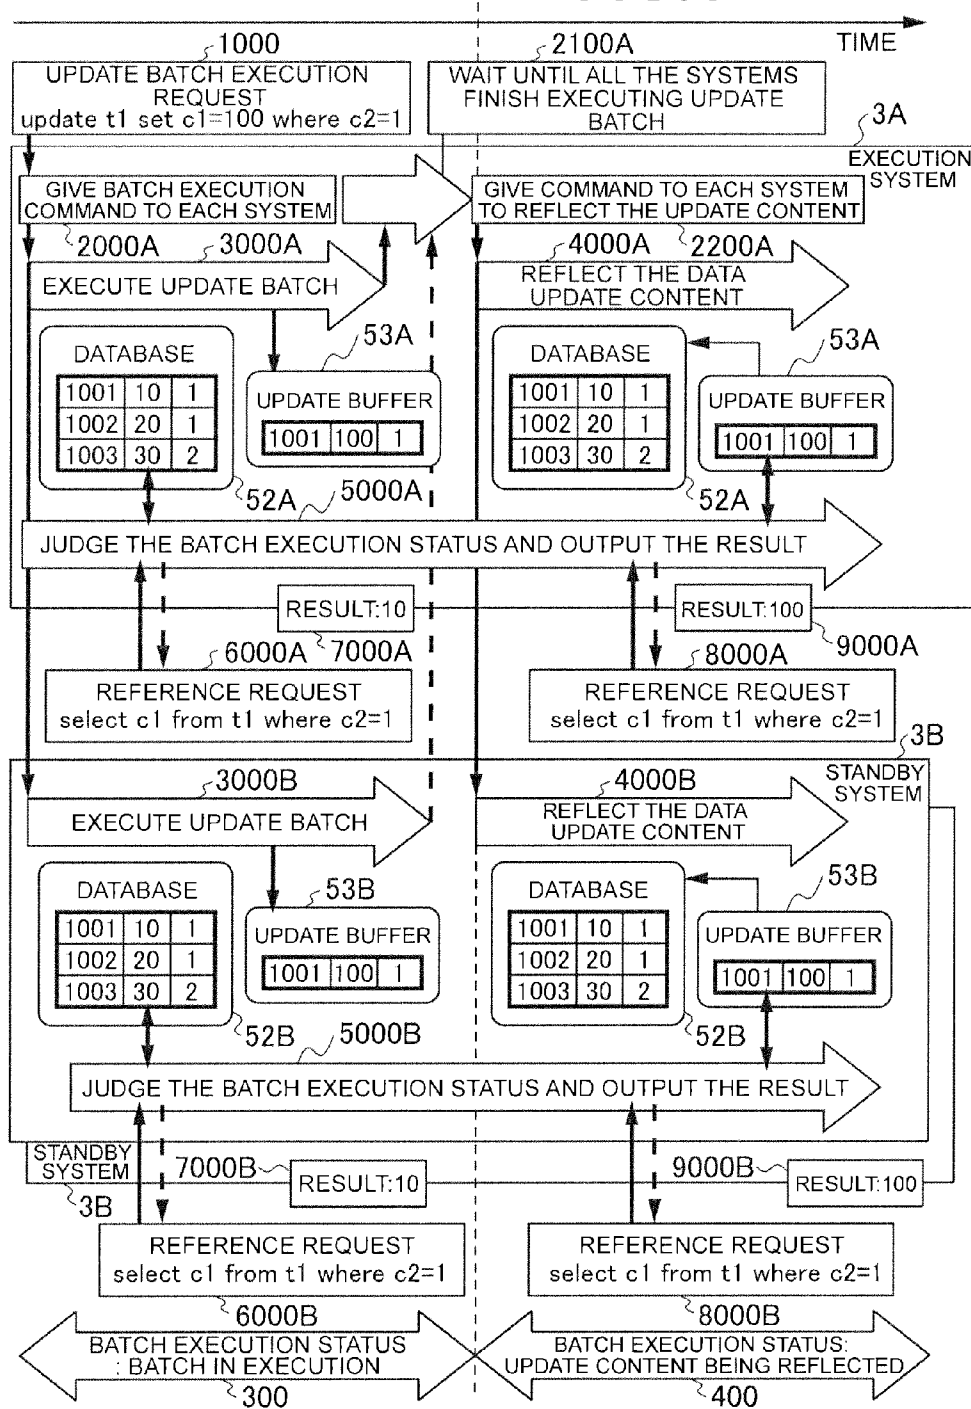 TIME
1000
UPDATE BATCH EXECUTION
REQUEST
update t1 set c1=100 where c2=1
2100A
WAIT UNTIL ALL THE SYSTEMS
FINISH EXECUTING UPDATE
BATCH
3A
EXECUTION
SYSTEM
GIVE BATCH EXECUTION
COMMAND TO EACH SYSTEM
2000A
GIVE COMMAND TO EACH SYSTEM
TO REFLECT THE UPDATE CONTENT
2200A
3000A
EXECUTE UPDATE BATCH
4000A
REFLECT THE DATA
UPDATE CONTENT
DATABASE
1001 10 1
1002 20 1
1003 30 2
52A
53A
UPDATE BUFFER
1001 100 1
DATABASE
1001 10 1
1002 20 1
1003 30 2
52A
53A
UPDATE BUFFER
1001 100 1
5000A
JUDGE THE BATCH EXECUTION STATUS AND OUTPUT THE RESULT
RESULT:10
7000A
RESULT:100
9000A
6000A
REFERENCE REQUEST
select c1 from t1 where c2=1
8000A
REFERENCE REQUEST
select c1 from t1 where c2=1
3B
STANDBY
SYSTEM
3000B
EXECUTE UPDATE BATCH
4000B
REFLECT THE DATA
UPDATE CONTENT
DATABASE
1001 10 1
1002 20 1
1003 30 2
52B
53B
UPDATE BUFFER
1001 100 1
DATABASE
1001 10 1
1002 20 1
1003 30 2
52B
53B
UPDATE BUFFER
1001 100 1
5000B
JUDGE THE BATCH EXECUTION STATUS AND OUTPUT THE RESULT
STANDBY
SYSTEM
3B
7000B
RESULT:10
9000B
RESULT:100
REFERENCE REQUEST
select c1 from t1 where c2=1
6000B
REFERENCE REQUEST
select c1 from t1 where c2=1
8000B
BATCH EXECUTION STATUS
: BATCH IN EXECUTION
300
BATCH EXECUTION STATUS:
UPDATE CONTENT BEING REFLECTED
400